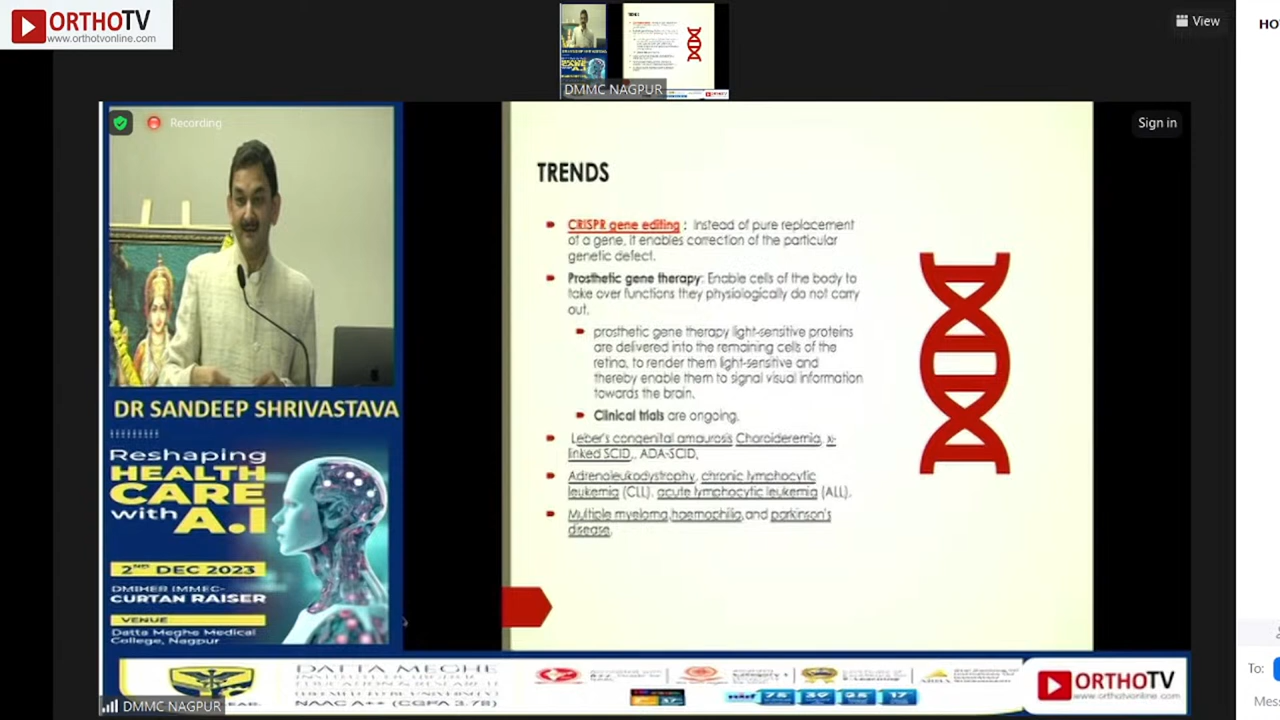 ORTHOTV
www.orthotvonline.com
DMMC NAGPUR
View
HO
Recording
Sign in
TRENDS
CRISPR gene editing : Instead of pure replacement
of a gene, it enables correction of the particular
genetic defect.
Prosthetic gene therapy: Enable cells of the body to
take over functions they physiologically do not carry
out.
prosthetic gene therapy light-sensitive proteins
are delivered into the remaining cells of the
retina, to render them light-sensitive and
thereby enable them to signal visual information
towards the brain.
Clinical trials are ongoing.
Leber's congenital amaurosis Choroideremia, x-
linked SCID,, ADA-SCID,
Adrenoleukodystrophy, chronic lymphocytic
leukemia (CLL), acute lymphocytic leukemia (ALL),
Multiple myeloma,haemophilia,and parkinson's
disease.
DR SANDEEP SHRIVASTAVA
Reshaping
HEALTH
CARE
with A.I
2ND DEC 2023
DMIHER IMMEC-
CURTAN RAISER
VENUE
Datta Meghe Medical
College, Nagpur
DATTA MEGHE
NAAC A++ (CGPA 3.78)
ORTHOTV
www.orthotvonline.com
DMMC NAGPUR
To:
Mess